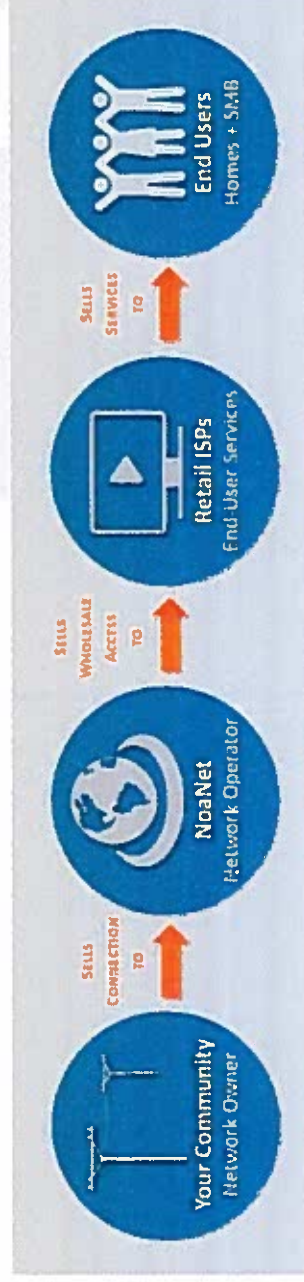 Your Community
Network Owner
SELLS
CONNECTION
TO
NoaNet
Network Operator
SELLS
WHOLESALE
ACCESS
TO
Retail ISPs
End-User Services
SELLS
SERVICES
TO
End Users
Homes + SMB